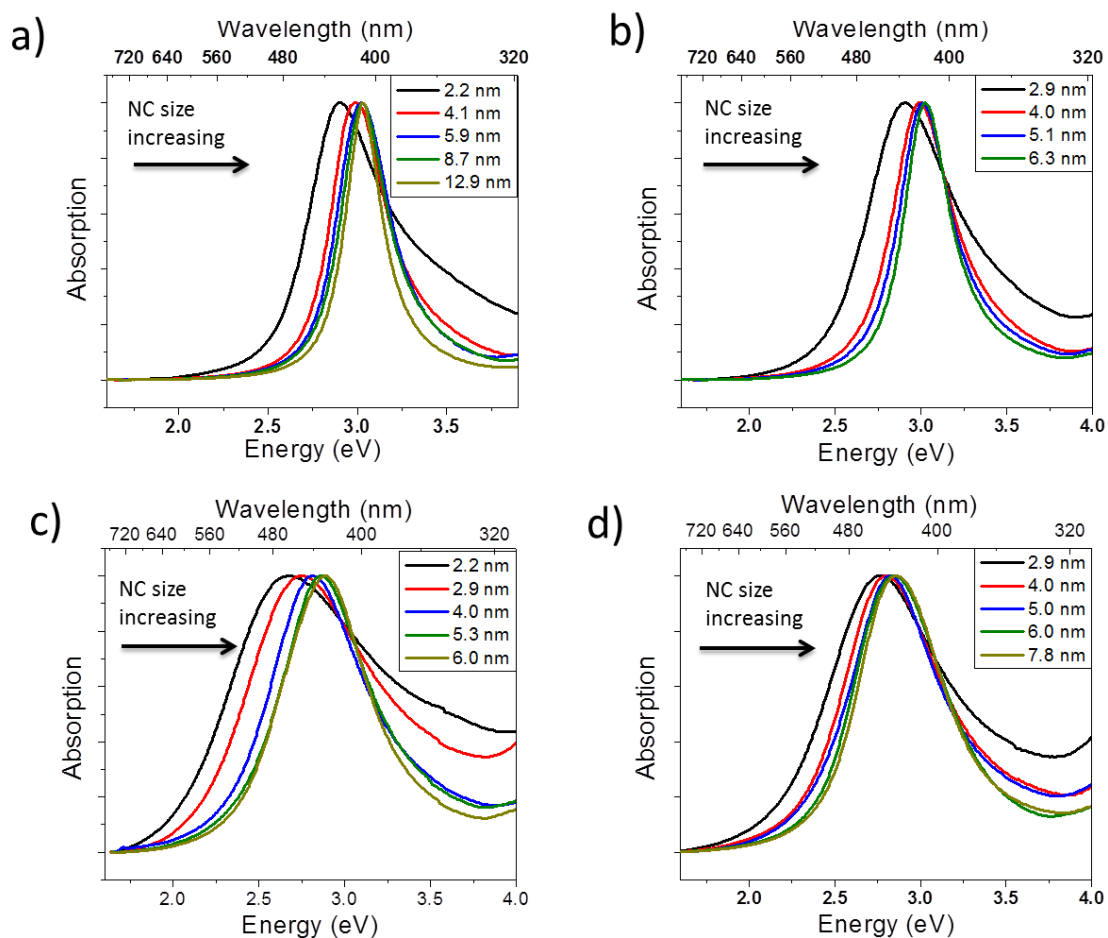 a)
Wavelength (nm)
720 640 560 480 400 320
NC size
increasing
2.2 nm
4.1 nm
5.9 nm
8.7 nm
12.9 nm
Absorption
2.0 2.5 3.0 3.5
Energy (eV)
b)
Wavelength (nm)
720 640 560 480 400 320
NC size
increasing
2.9 nm
4.0 nm
5.1 nm
6.3 nm
Absorption
2.0 2.5 3.0 3.5 4.0
Energy (eV)
c)
Wavelength (nm)
720 640 560 480 400 320
NC size
increasing
2.2 nm
2.9 nm
4.0 nm
5.3 nm
6.0 nm
Absorption
2.0 2.5 3.0 3.5 4.0
Energy (eV)
d)
Wavelength (nm)
720 640 560 480 400 320
NC size
increasing
2.9 nm
4.0 nm
5.0 nm
6.0 nm
7.8 nm
Absorption
2.0 2.5 3.0 3.5 4.0
Energy (eV)